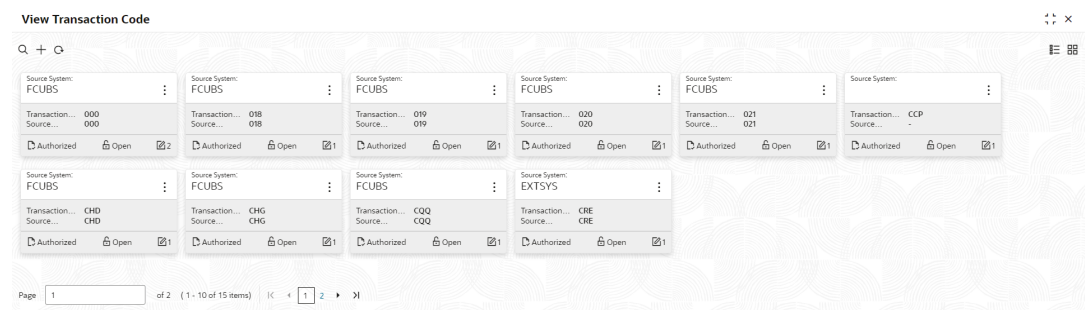 View Transaction Code
Source System:
FCUBS
Transaction... 000
Source... 000
Authorized Open 2
Source System:
FCUBS
Transaction... 018
Source... 018
Authorized Open 1
Source System:
FCUBS
Transaction... 019
Source... 019
Authorized Open 1
Source System:
FCUBS
Transaction... 020
Source... 020
Authorized Open 1
Source System:
FCUBS
Transaction... 021
Source... 021
Authorized Open 1
Source System:
Transaction... CCP
Source... -
Authorized Open 1
Source System:
FCUBS
Transaction... CHD
Source... CHD
Authorized Open 1
Source System:
FCUBS
Transaction... CHG
Source... CHG
Authorized Open 1
Source System:
FCUBS
Transaction... CQQ
Source... CQQ
Authorized Open 1
Source System:
EXTSYS
Transaction... CRE
Source... CRE
Authorized Open 1
Page 1 of 2 ( 1 - 10 of 15 items) 1 2